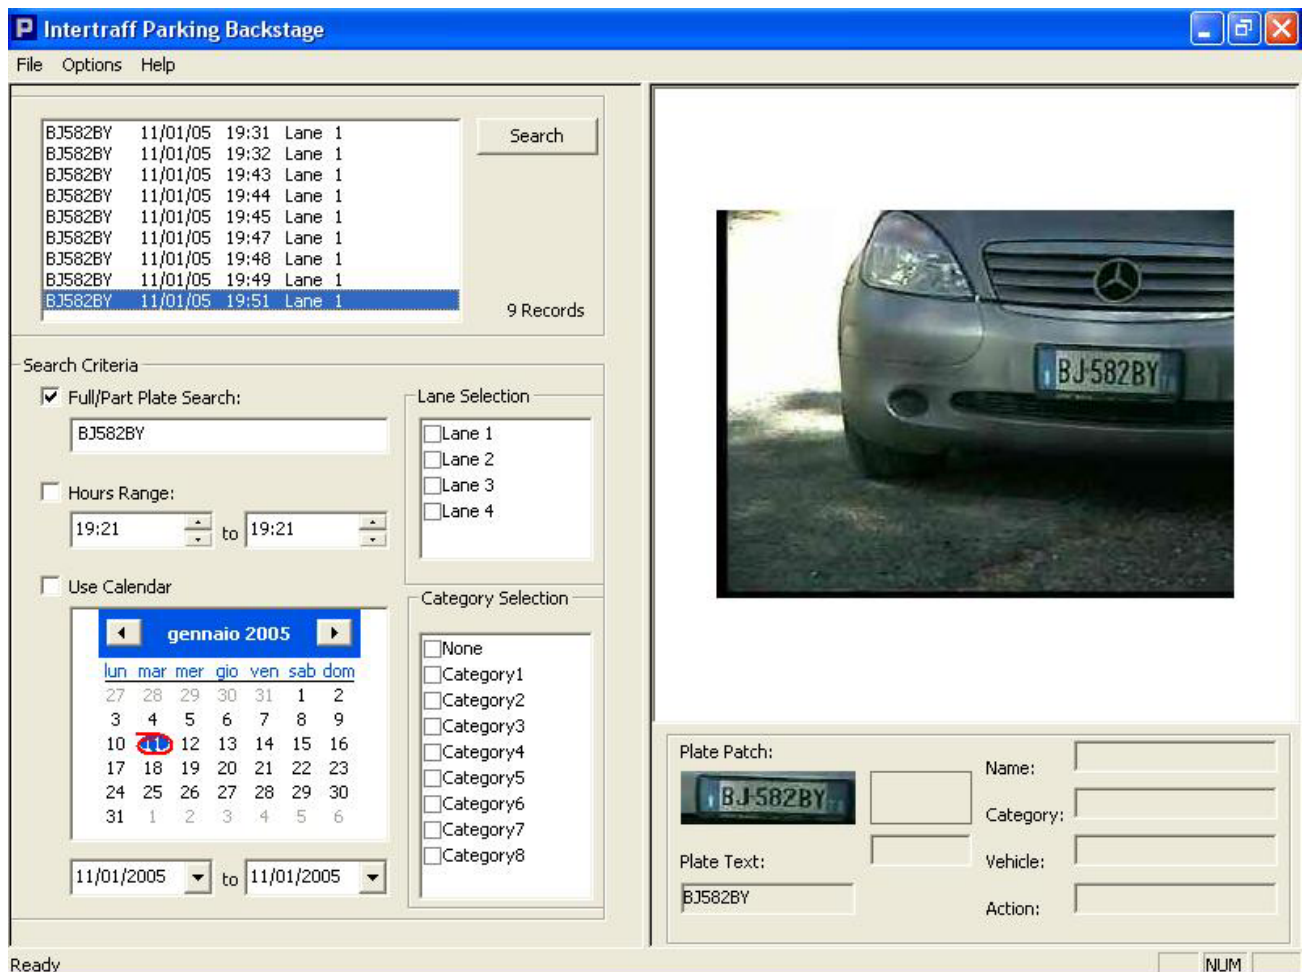 Intertraff Parking Backstage
File Options Help
BJ582BY 11/01/05 19:31 Lane 1
BJ582BY 11/01/05 19:32 Lane 1
BJ582BY 11/01/05 19:43 Lane 1
BJ582BY 11/01/05 19:44 Lane 1
BJ582BY 11/01/05 19:45 Lane 1
BJ582BY 11/01/05 19:47 Lane 1
BJ582BY 11/01/05 19:48 Lane 1
BJ582BY 11/01/05 19:49 Lane 1
BJ582BY 11/01/05 19:51 Lane 1
Search
9 Records
Search Criteria
Full/Part Plate Search:
BJ582BY
Hours Range:
19:21 to 19:21
Use Calendar
gennaio 2005
lun mar mer gio ven sab dom
27 28 29 30 31 1 2
3 4 5 6 7 8 9
10 11 12 13 14 15 16
17 18 19 20 21 22 23
24 25 26 27 28 29 30
31 1 2 3 4 5 6
11/01/2005 to 11/01/2005
Lane Selection
Lane 1
Lane 2
Lane 3
Lane 4
Category Selection
None
Category1
Category2
Category3
Category4
Category5
Category6
Category7
Category8
BJ·582BY
Plate Patch:
BJ·582BY
Plate Text:
BJ582BY
Name:
Category:
Vehicle:
Action:
Ready
NUM